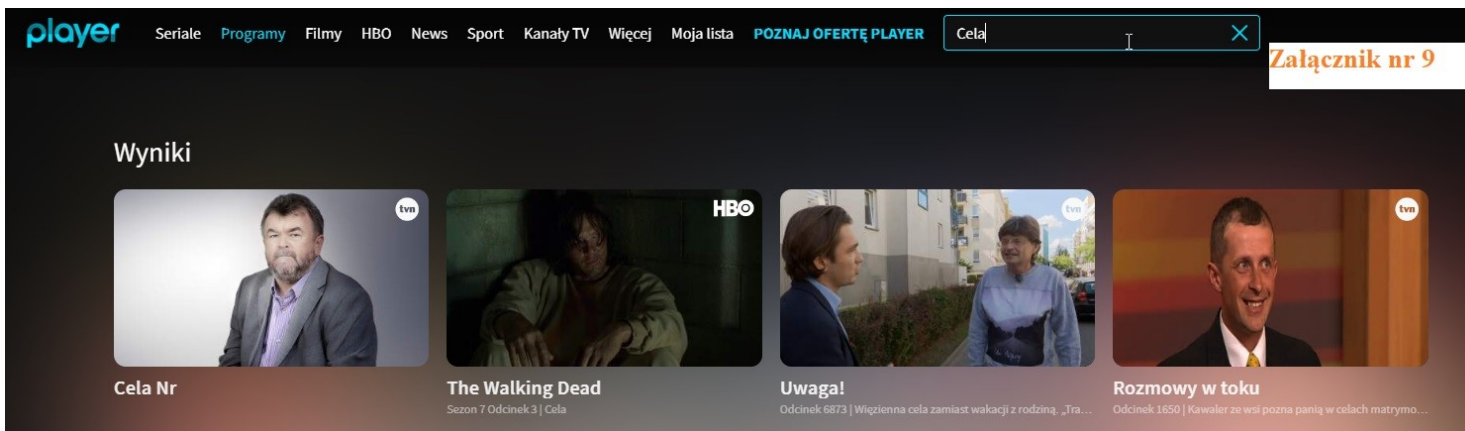 player Seriale Programy Filmy HBO News Sport Kanały TV Więcej Moja lista POZNAJ OFERTĘ PLAYER Cela
Załącznik nr 9
Wyniki
tvn HBO tvn tvn
Cela Nr The Walking Dead Uwaga! Rozmowy w toku
Sezon 7 Odcinek 3 | Cela Odcinek 6873 | Więzienna cela zamiast wakacji z rodziną. „Tra... Odcinek 1650 | Kawaler ze wsi pozna panią w celach matrymo...